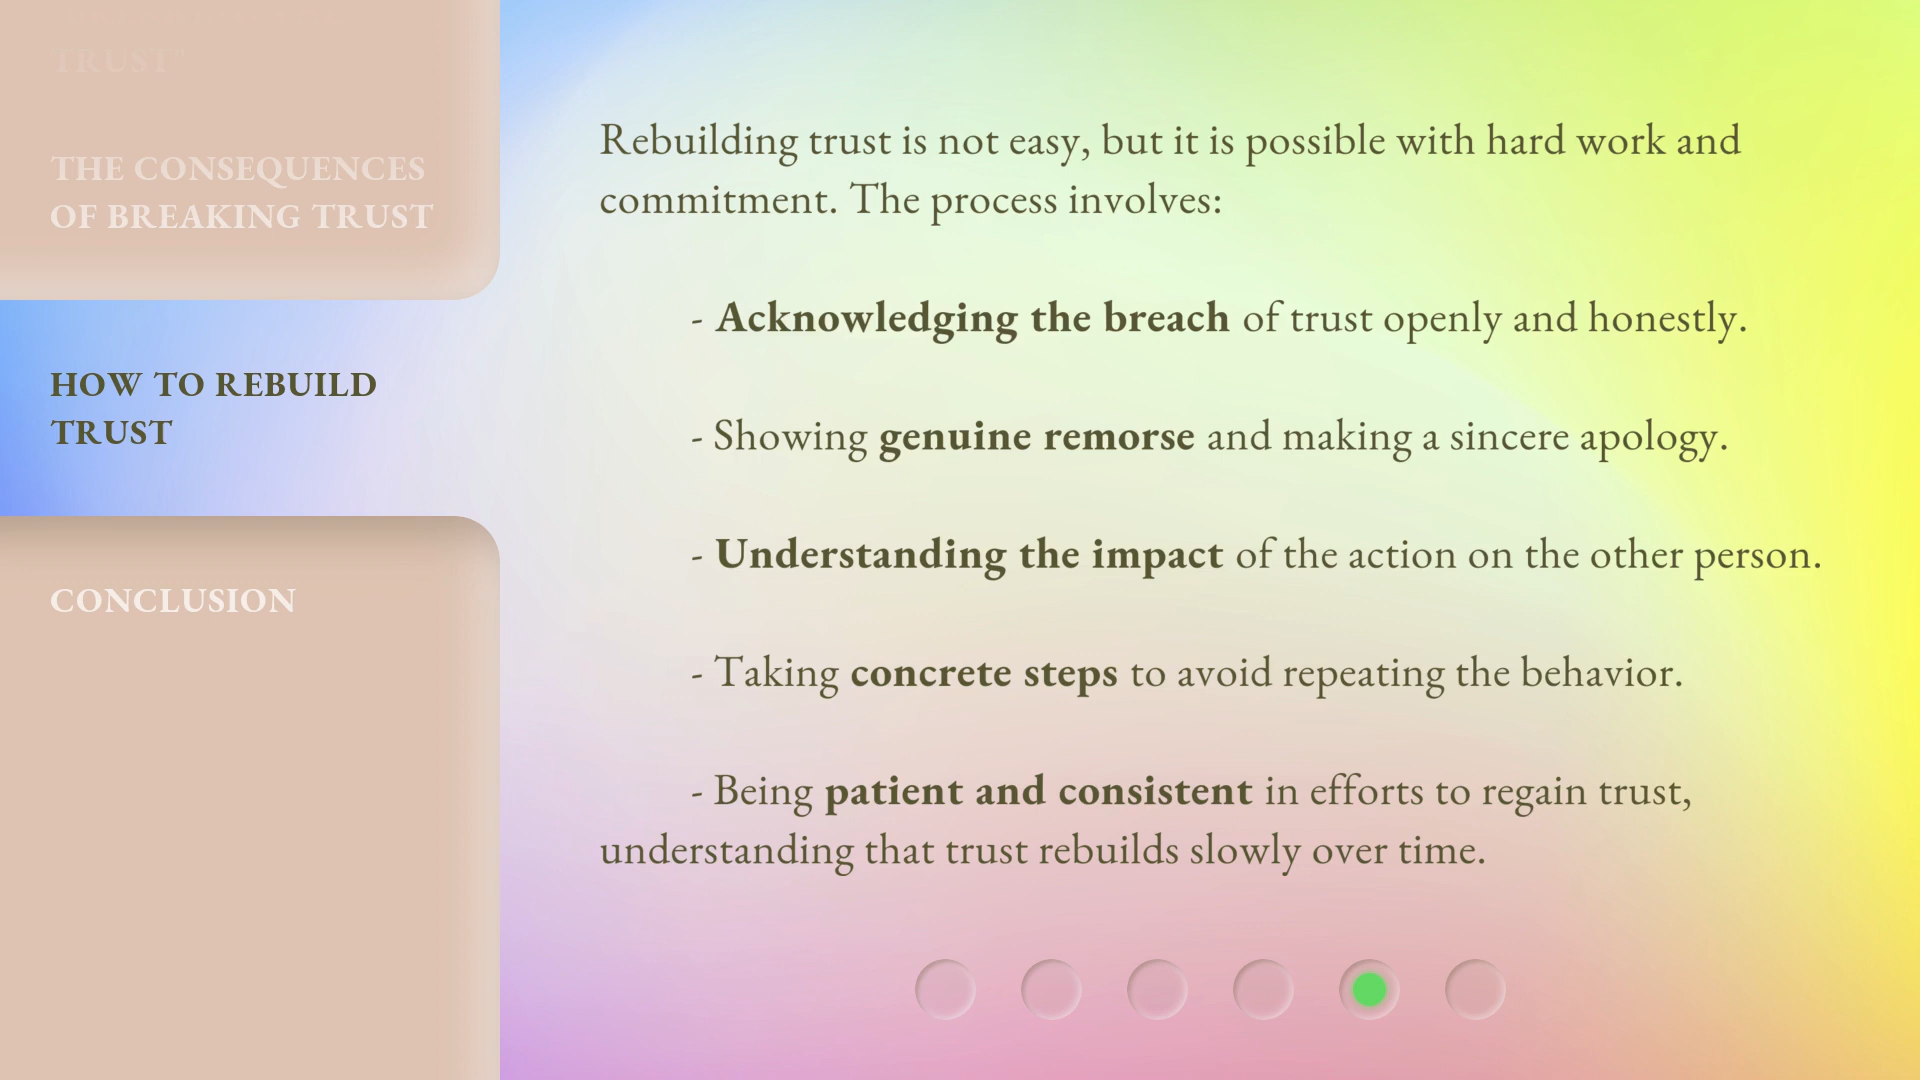 TRUST"
THE CONSEQUENCES
OF BREAKING TRUST
HOW TO REBUILD
TRUST
CONCLUSION
Rebuilding trust is not easy, but it is possible with hard work and
commitment. The process involves:
- Acknowledging the breach of trust openly and honestly.
- Showing genuine remorse and making a sincere apology.
- Understanding the impact of the action on the other person.
- Taking concrete steps to avoid repeating the behavior.
- Being patient and consistent in efforts to regain trust,
understanding that trust rebuilds slowly over time.